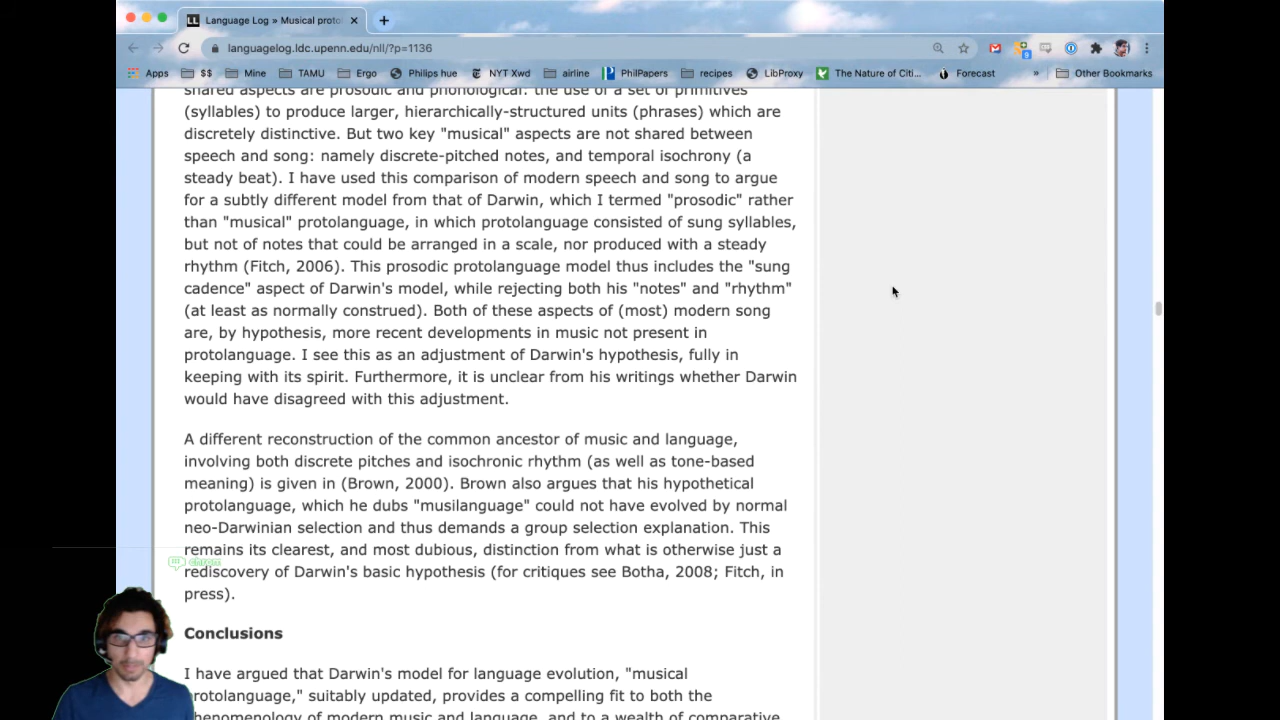 LL
Language Log » Musical proto
languagelog.ldc.upenn.edu/nll/?p=1136
Apps $$ Mine TAMU Ergo Philips hue NYT Xwd airline PhilPapers recipes LibProxy The Nature of Citi... Forecast » Other Bookmarks
shared aspects are prosodic and phonological: the use of a set of primitives
(syllables) to produce larger, hierarchically-structured units (phrases) which are
discretely distinctive. But two key "musical" aspects are not shared between
speech and song: namely discrete-pitched notes, and temporal isochrony (a
steady beat). I have used this comparison of modern speech and song to argue
for a subtly different model from that of Darwin, which I termed "prosodic" rather
than "musical" protolanguage, in which protolanguage consisted of sung syllables,
but not of notes that could be arranged in a scale, nor produced with a steady
rhythm (Fitch, 2006). This prosodic protolanguage model thus includes the "sung
cadence" aspect of Darwin's model, while rejecting both his "notes" and "rhythm"
(at least as normally construed). Both of these aspects of (most) modern song
are, by hypothesis, more recent developments in music not present in
protolanguage. I see this as an adjustment of Darwin's hypothesis, fully in
keeping with its spirit. Furthermore, it is unclear from his writings whether Darwin
would have disagreed with this adjustment.
A different reconstruction of the common ancestor of music and language,
involving both discrete pitches and isochronic rhythm (as well as tone-based
meaning) is given in (Brown, 2000). Brown also argues that his hypothetical
protolanguage, which he dubs "musilanguage" could not have evolved by normal
neo-Darwinian selection and thus demands a group selection explanation. This
remains its clearest, and most dubious, distinction from what is otherwise just a
rediscovery of Darwin's basic hypothesis (for critiques see Botha, 2008; Fitch, in
press).
Conclusions
I have argued that Darwin's model for language evolution, "musical
protolanguage," suitably updated, provides a compelling fit to both the
phenomenology of modern music and language, and to a wealth of comparative